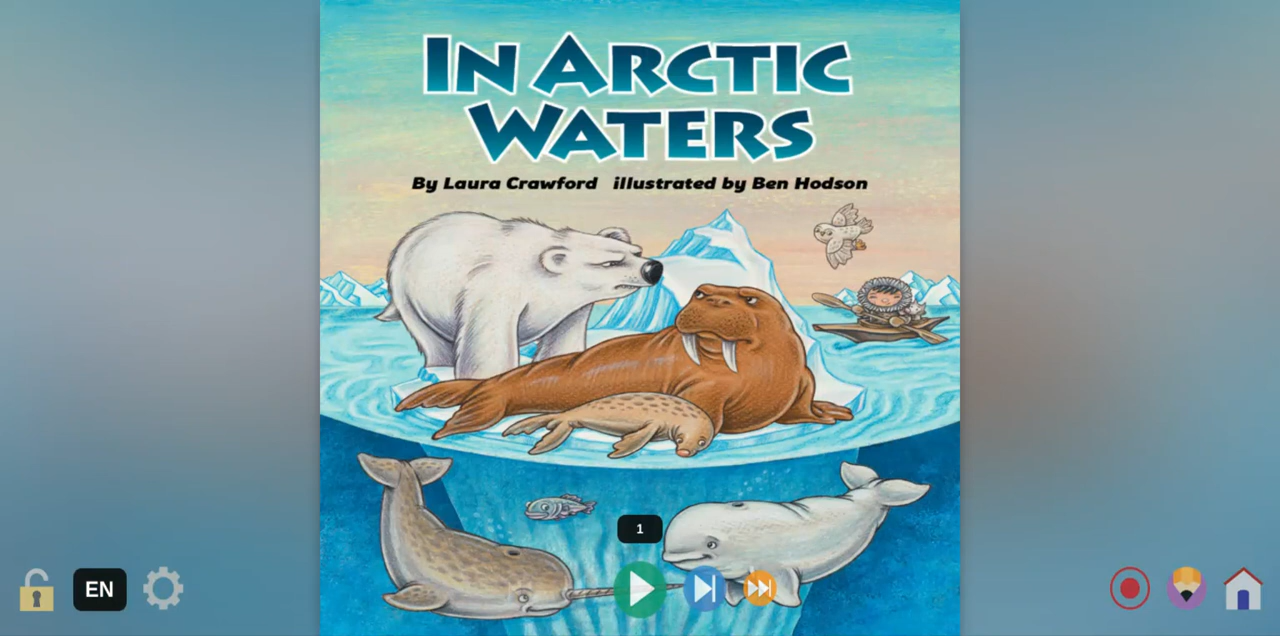 IN ARCTIC
WATERS
By Laura Crawford illustrated by Ben Hodson
1
EN